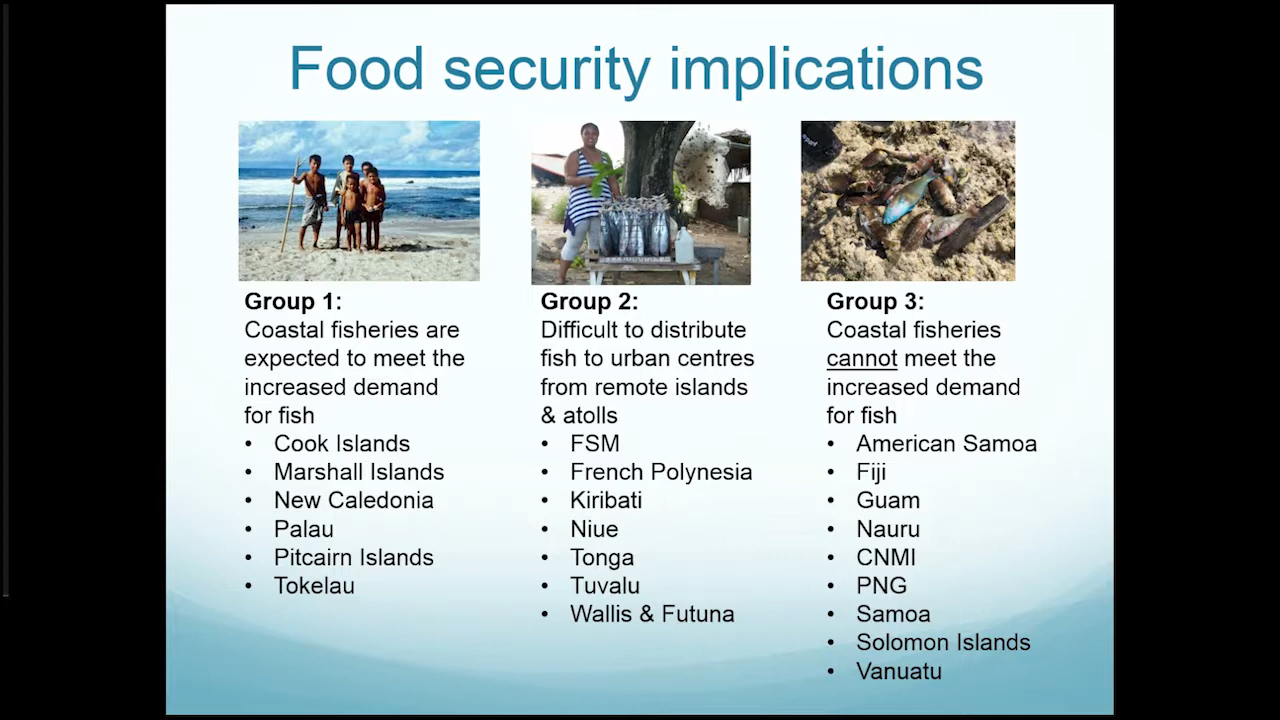 Food security implications
Group 1:
Coastal fisheries are
expected to meet the
increased demand
for fish
• Cook Islands
• Marshall Islands
• New Caledonia
• Palau
• Pitcairn Islands
• Tokelau
Group 2:
Difficult to distribute
fish to urban centres
from remote islands
& atolls
• FSM
• French Polynesia
• Kiribati
• Niue
• Tonga
• Tuvalu
• Wallis & Futuna
Group 3:
Coastal fisheries
cannot meet the
increased demand
for fish
• American Samoa
• Fiji
• Guam
• Nauru
• CNMI
• PNG
• Samoa
• Solomon Islands
• Vanuatu